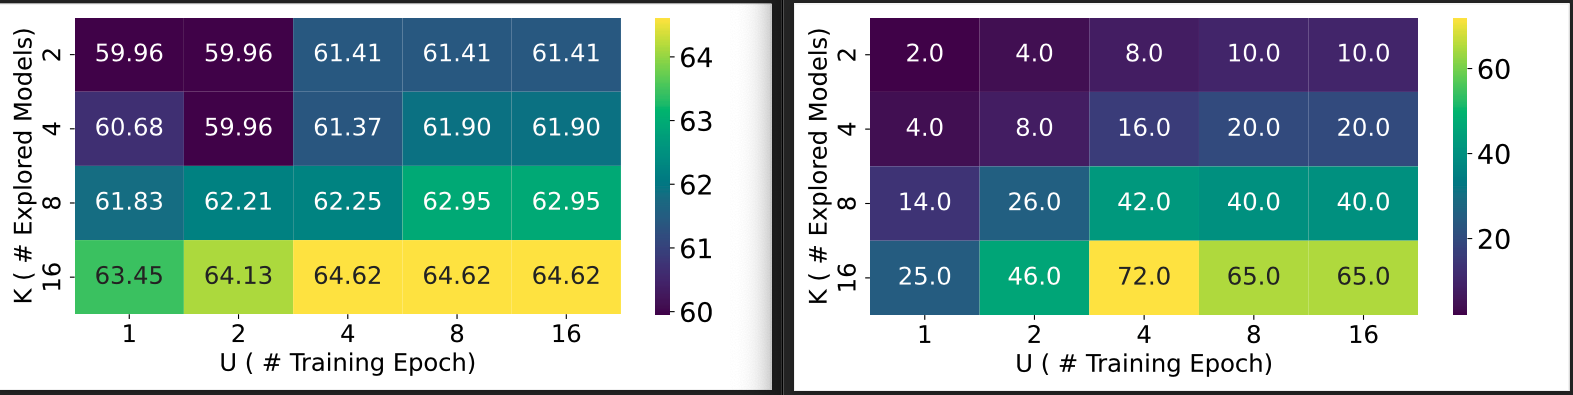 K ( # Explored Models)
2
59.96 59.96 61.41 61.41 61.41
4
60.68 59.96 61.37 61.90 61.90
8
61.83 62.21 62.25 62.95 62.95
16
63.45 64.13 64.62 64.62 64.62
1 2 4 8 16
U ( # Training Epoch)
64
63
62
61
60
K ( # Explored Models)
2
2.0 4.0 8.0 10.0 10.0
4
4.0 8.0 16.0 20.0 20.0
8
14.0 26.0 42.0 40.0 40.0
16
25.0 46.0 72.0 65.0 65.0
1 2 4 8 16
U ( # Training Epoch)
60
40
20